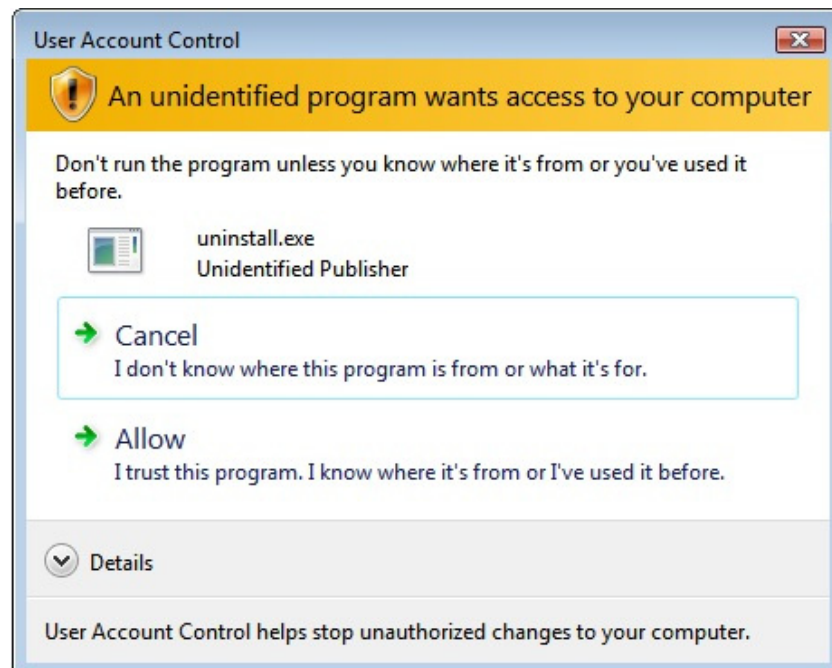 User Account Control
An unidentified program wants access to your computer
Don't run the program unless you know where it's from or you've used it
before.
uninstall.exe
Unidentified Publisher
Cancel
I don't know where this program is from or what it's for.
Allow
I trust this program. I know where it's from or I've used it before.
Details
User Account Control helps stop unauthorized changes to your computer.